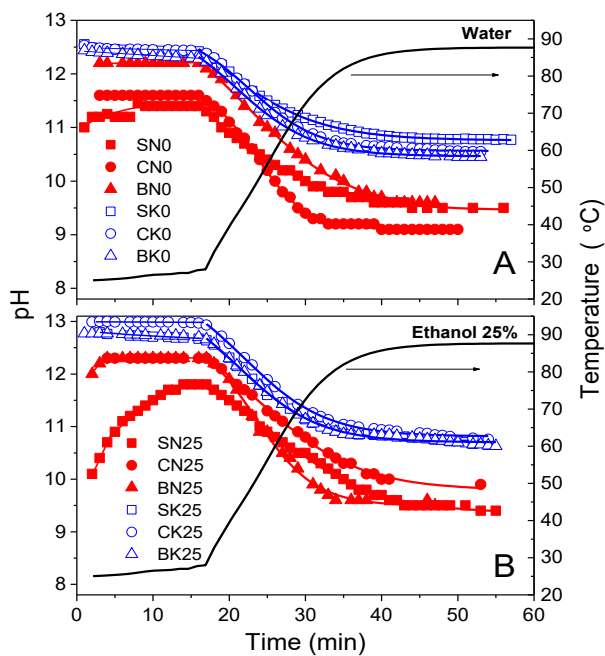 13
12
11
10
9
8
90
80
70
60
50
40
30
20
Water
SN0
CN0
BN0
SK0
CK0
BK0
A
pH
Temperature ( °C)
13
12
11
10
9
8
90
80
70
60
50
40
30
20
Ethanol 25%
SN25
CN25
BN25
SK25
CK25
BK25
B
0 10 20 30 40 50 60
Time (min)